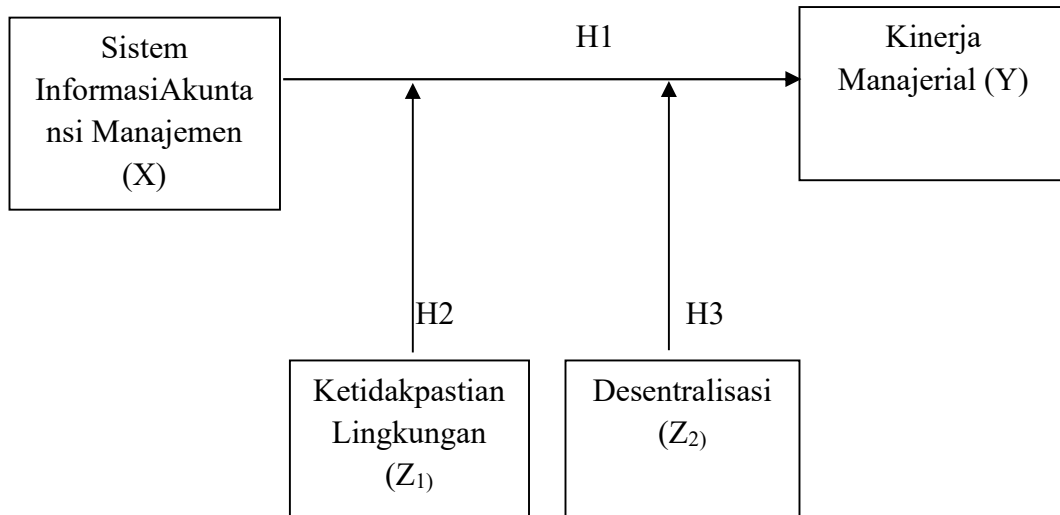 Sistem
InformasiAkunta
nsi Manajemen
(X)
H1
Kinerja
Manajerial (Y)
H2
H3
Ketidakpastian
Lingkungan
(Z1)
Desentralisasi
(Z2)